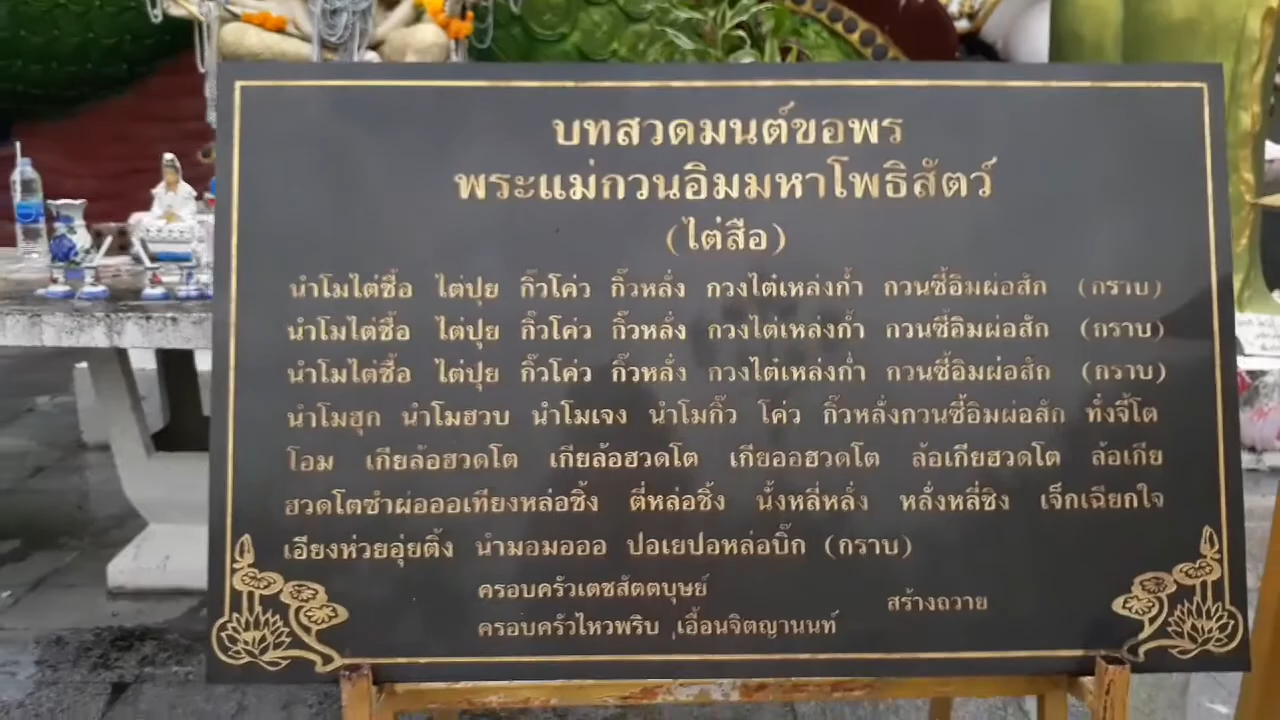 บทสวดมนต์ขอพร
พระแม่กวนอิมมหาโพธิสัตว์
(ไต่สือ)
นำโมไต่ชื้อ ไต่ปุย กิ๊วโค่ว กิ๊วหลั่ง กวงไต๋เหล่งก้ำ กวนซี้อิมผ่อสัก (กราบ)
นำโมไต่ชื้อ ไต่ปุย กิ๊วโค่ว กิ๊วหลั่ง กวงไต่เหล่งก้ำ กวนซีอิมผ่อสัก (กราบ)
นำโมไต่ชื้อ ไต่ปุย กิ๊วโค่ว กิ๊วหลั่ง กวงไต๋เหล่งก่ำ กวนซี้อิมผ่อสัก (กราบ)
นำโมฮุก นำโมฮวบ นำโมเจง นำโมกิ๊ว โค่ว กิ๊วหลั่งกวนซี้อิมผ่อสัก ทั่งจี้โต
โอม เกียล้อฮวดโต เกียล้อฮวดโต เกียออฮวดโต ล้อเกียฮวดโต ล้อเกีย
ฮวดโตซำผ่อออเทียงหล่อซิ้ง ตี่หล่อซิ้ง นั้งหลี่หลั่ง หลั่งหลี่ซิง เจ็กเฉียกใจ
เอียงห่วยอุ่ยติ้ง นำมอมอออ ปอเยปอหล่อบิ๊ก (กราบ)
ครอบครัวเตชสัตตบุษย์
ครอบครัวไหวพริบ เอื้อนจิตญานนท์ สร้างถวาย